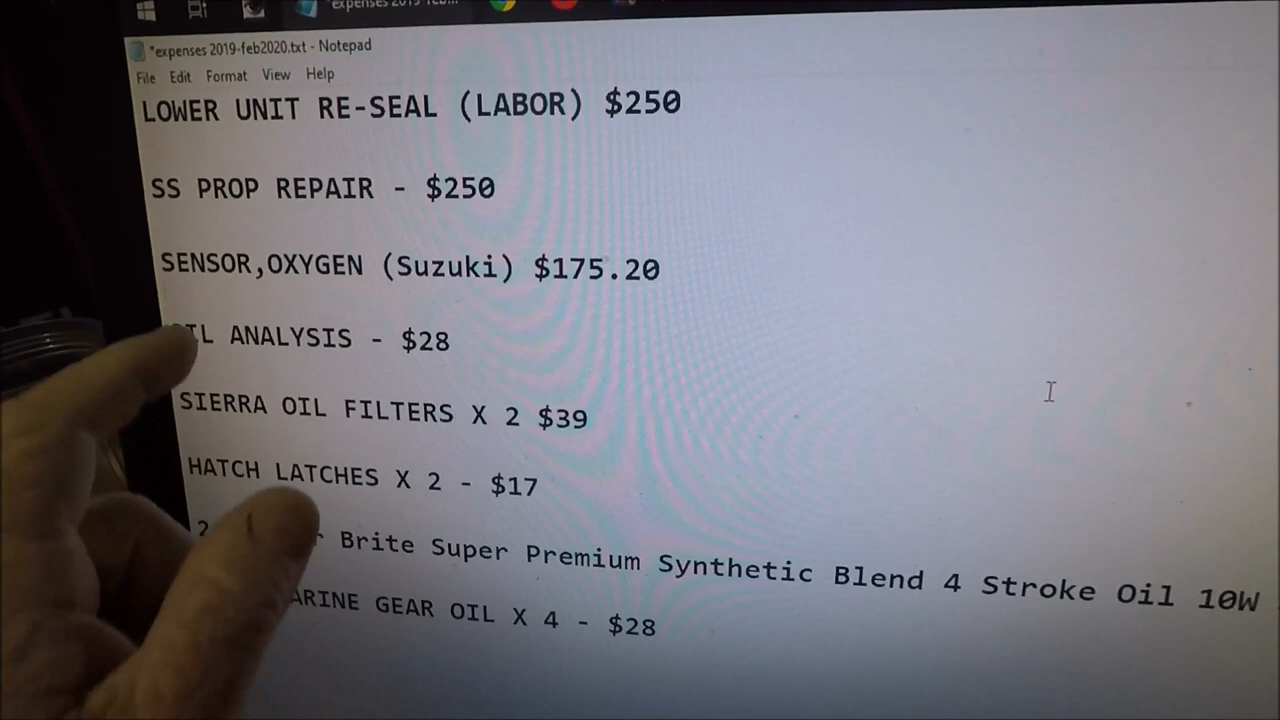 *expenses 2019-feb2020.txt - Notepad
File Edit Format View Help
LOWER UNIT RE-SEAL (LABOR) $250
SS PROP REPAIR - $250
SENSOR,OXYGEN (Suzuki) $175.20
ANALYSIS - $28
SIERRA OIL FILTERS X 2 $39
HATCH LATCHES X 2 - $17
2 Brite Super Premium Synthetic Blend 4 Stroke Oil 10W
GEAR OIL X 4 - $28